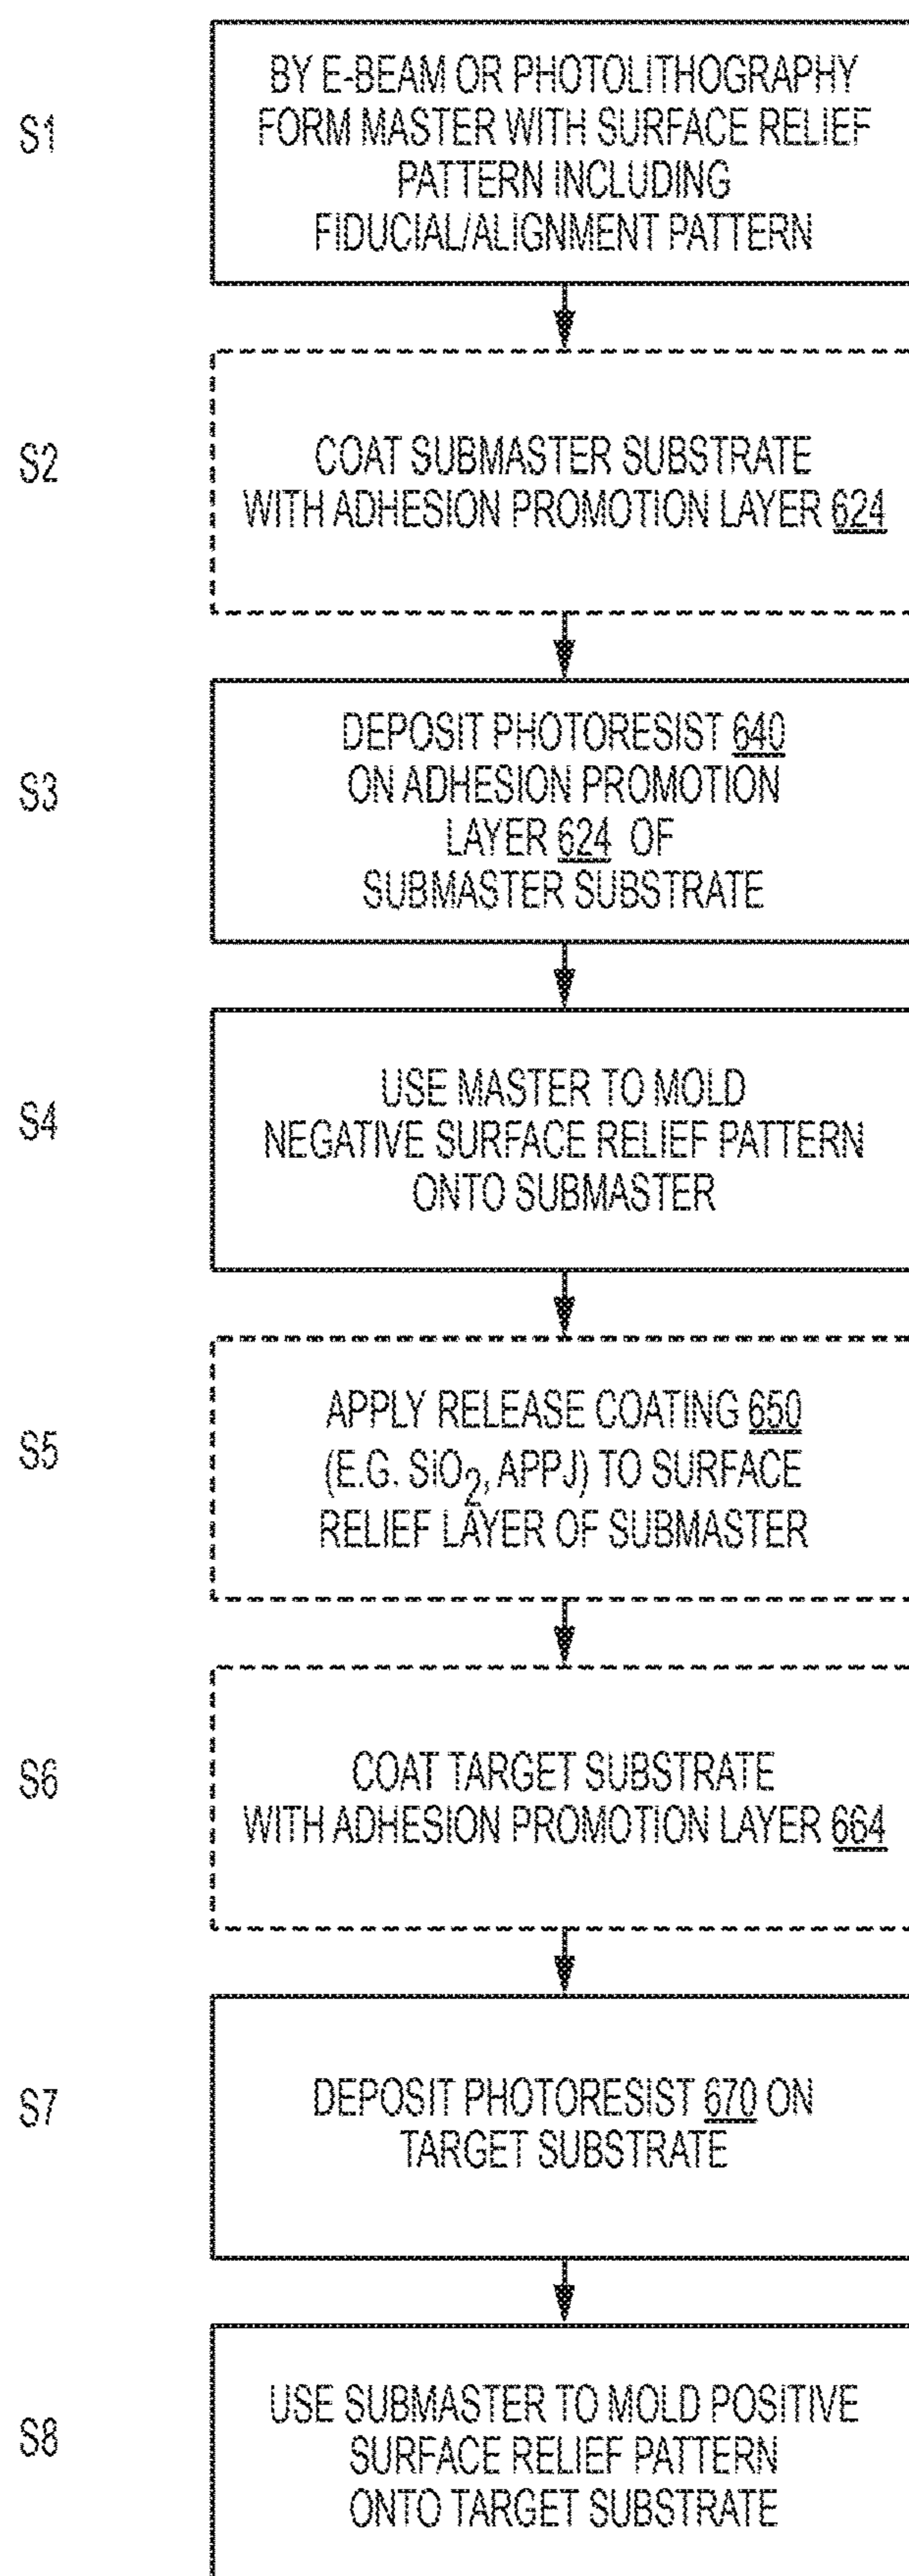 S1
BY E-BEAM OR PHOTOLITHOGRAPHY
FORM MASTER WITH SURFACE RELIEF
PATTERN INCLUDING
FIDUCIAL/ALIGNMENT PATTERN
S2
COAT SUBMASTER SUBSTRATE
WITH ADHESION PROMOTION LAYER 624
S3
DEPOSIT PHOTORESIST 640
ON ADHESION PROMOTION
LAYER 624 OF
SUBMASTER SUBSTRATE
S4
USE MASTER TO MOLD
NEGATIVE SURFACE RELIEF PATTERN
ONTO SUBMASTER
S5
APPLY RELEASE COATING 650
(E.G. SiO2, APPJ) TO SURFACE
RELIEF LAYER OF SUBMASTER
S6
COAT TARGET SUBSTRATE
WITH ADHESION PROMOTION LAYER 664
S7
DEPOSIT PHOTORESIST 670 ON
TARGET SUBSTRATE
S8
USE SUBMASTER TO MOLD POSITIVE
SURFACE RELIEF PATTERN
ONTO TARGET SUBSTRATE